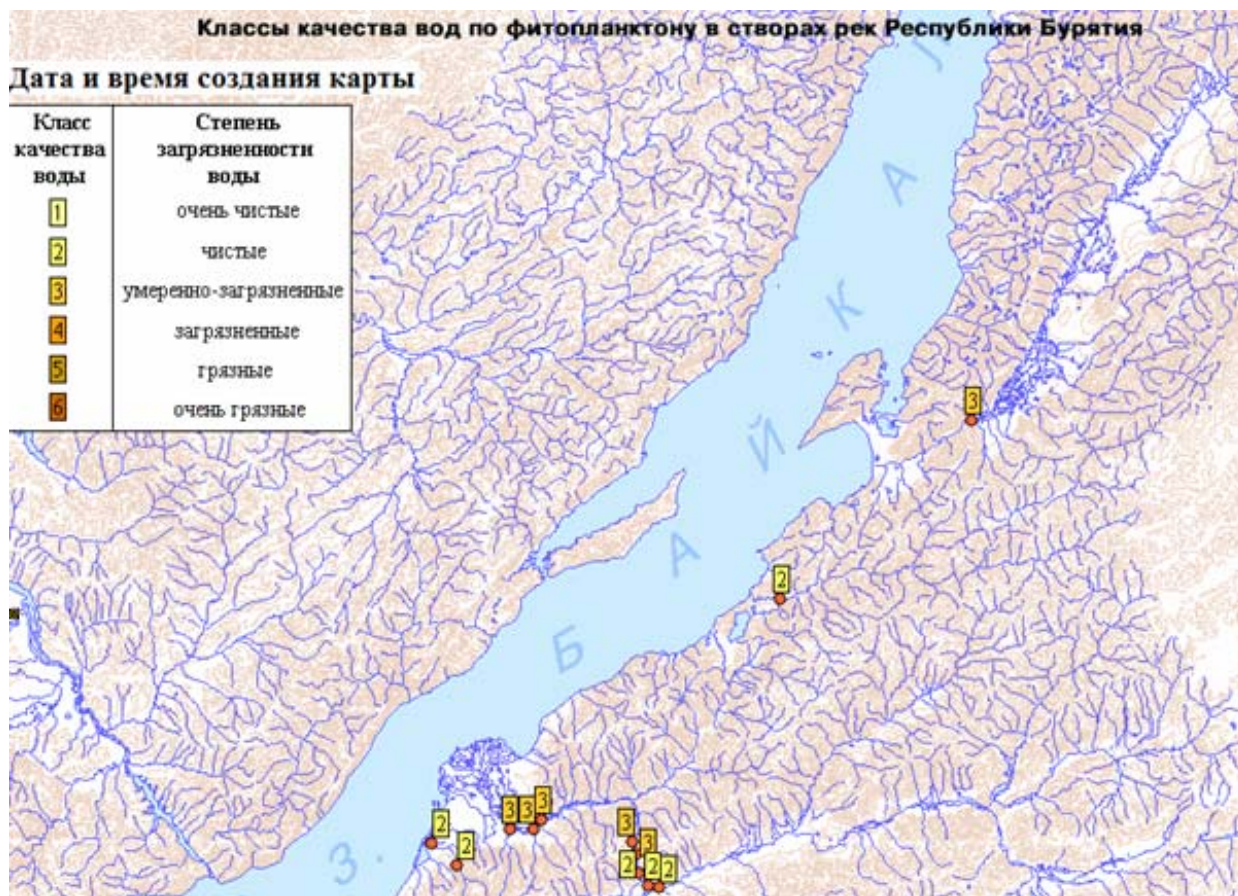 Классы качества вод по фитопланктону в створах рек Республики Бурятия
Дата и время создания карты
Класс качества воды
Степень загрязненности воды
1 очень чистые
2 чистые
3 умеренно-загрязненные
4 загрязненные
5 грязные
6 очень грязные
З. БАЙКАЛ
3
2
3
3 3
2
2
3
3
2 2 2